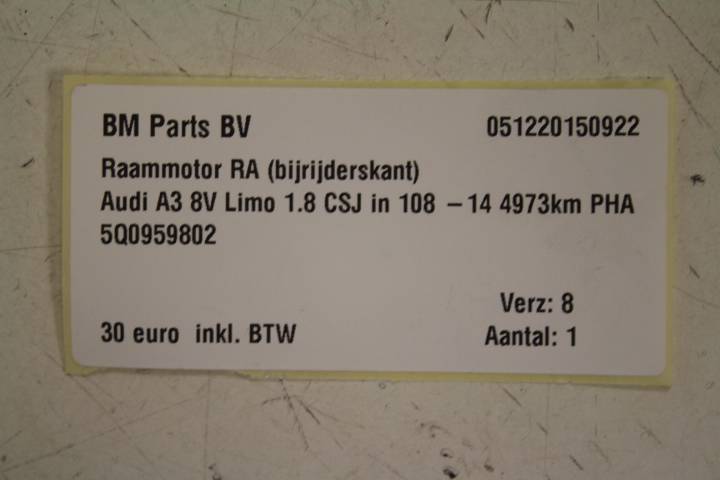 BM Parts BV 051220150922
Raammotor RA (bijrijderskant)
Audi A3 8V Limo 1.8 CSJ in 108 – 14 4973km PHA
5Q0959802
Verz: 8
30 euro inkl. BTW Aantal: 1